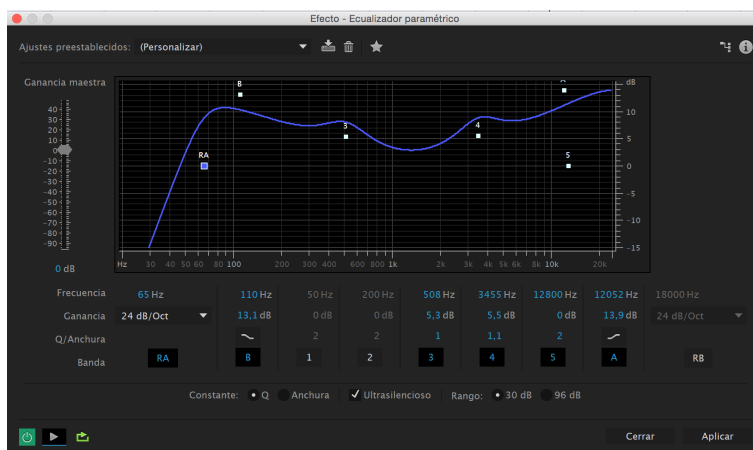 Efecto - Ecualizador paramétrico
Ajustes preestablecidos: (Personalizar)
Ganancia maestra
40
30
20
10
0
-10
-20
-30
-40
-50
-60
-70
-80
-90
0 dB
B
RA
3
4
A
5
dB
10
5
0
-5
-10
-15
Hz 30 40 50 60 80 100 200 300 400 600 800 1k 2k 3k 4k 5k 6k 8k 10k 20k
Frecuencia 65 Hz 110 Hz 50 Hz 200 Hz 508 Hz 3455 Hz 12800 Hz 12052 Hz 18000 Hz
Ganancia 24 dB/Oct 13,1 dB 0 dB 0 dB 5,3 dB 5,5 dB 0 dB 13,9 dB 24 dB/Oct
Q/Anchura 2 2 1 1,1 2
Banda RA B 1 2 3 4 5 A RB
Constante: Q Anchura Ultrasilencioso Rango: 30 dB 96 dB
Cerrar Aplicar